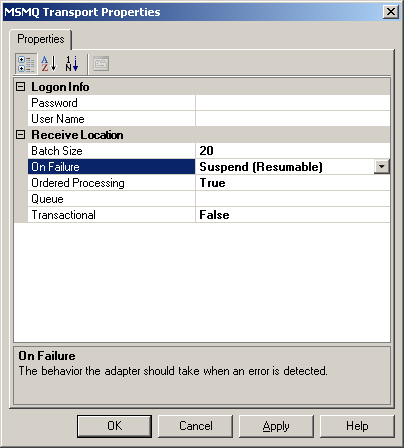 MSMQ Transport Properties
Properties
A
Z
1
N
Logon Info
Password
User Name
Receive Location
Batch Size 20
On Failure Suspend (Resumable)
Ordered Processing True
Queue
Transactional False
On Failure
The behavior the adapter should take when an error is detected.
OK Cancel Apply Help